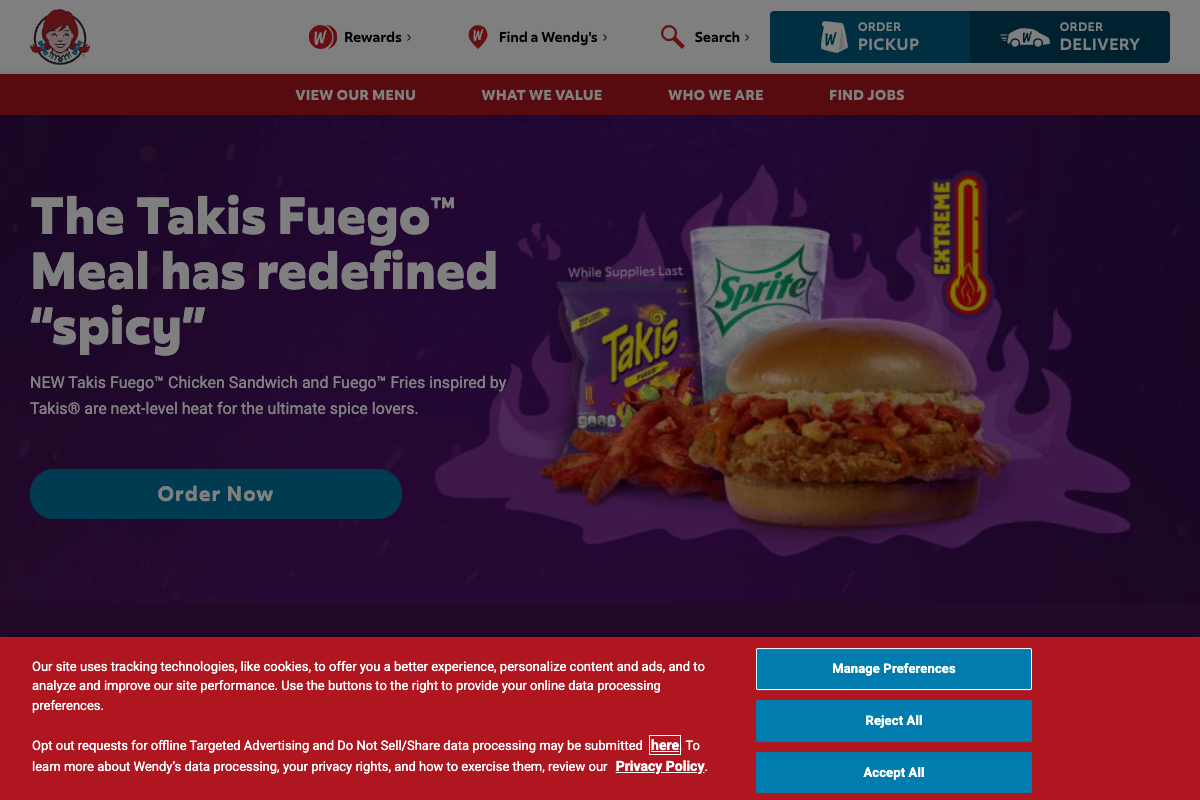 Rewards ›
Find a Wendy's ›
Search ›
ORDER
PICKUP
ORDER
DELIVERY
VIEW OUR MENU
WHAT WE VALUE
WHO WE ARE
FIND JOBS
The Takis Fuego™
Meal has redefined
“spicy”
NEW Takis Fuego™ Chicken Sandwich and Fuego™ Fries inspired by
Takis® are next-level heat for the ultimate spice lovers.
Order Now
While Supplies Last
EXTREME
Sprite
Takis
FUEGO
Our site uses tracking technologies, like cookies, to offer you a better experience, personalize content and ads, and to
analyze and improve our site performance. Use the buttons to the right to provide your online data processing
preferences.
Opt out requests for offline Targeted Advertising and Do Not Sell/Share data processing may be submitted here. To
learn more about Wendy's data processing, your privacy rights, and how to exercise them, review our Privacy Policy.
Manage Preferences
Reject All
Accept All